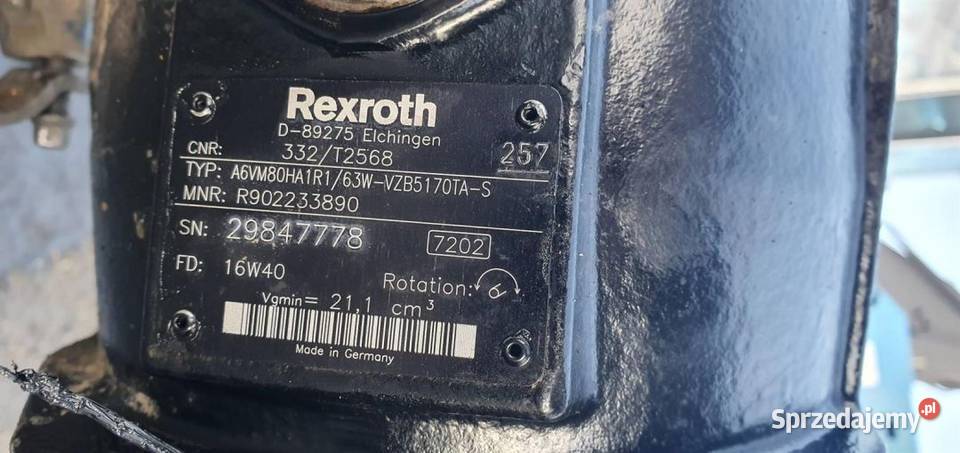 Rexroth
D-89275 Elchingen
CNR: 332/T2568 257
TYP: A6VM80HA1R1/63W-VZB5170TA-S
MNR: R902233890
SN: 29847778 7202
FD: 16W40 Rotation:
Vgmin= 21,1 cm³
Made in Germany
Sprzedajemy.pl